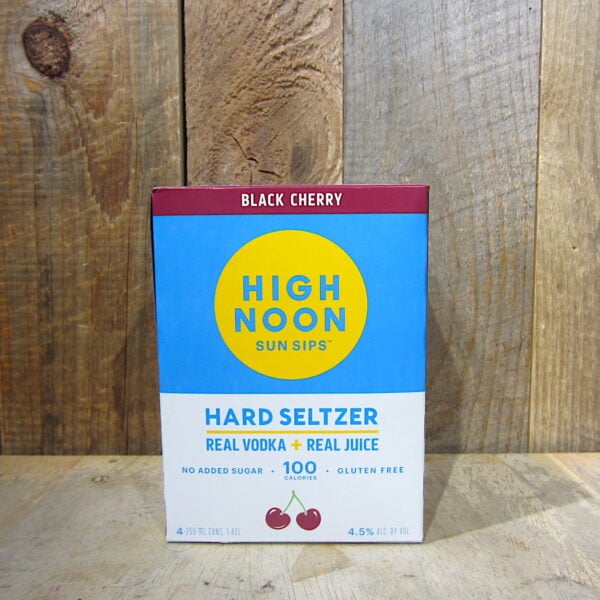 BLACK CHERRY
HIGH
NOON
SUN SIPS™
HARD SELTZER
REAL VODKA + REAL JUICE
NO ADDED SUGAR • 100 CALORIES • GLUTEN FREE
4 355 ML CANS, 1.42L 4.5% ALC. BY VOL.